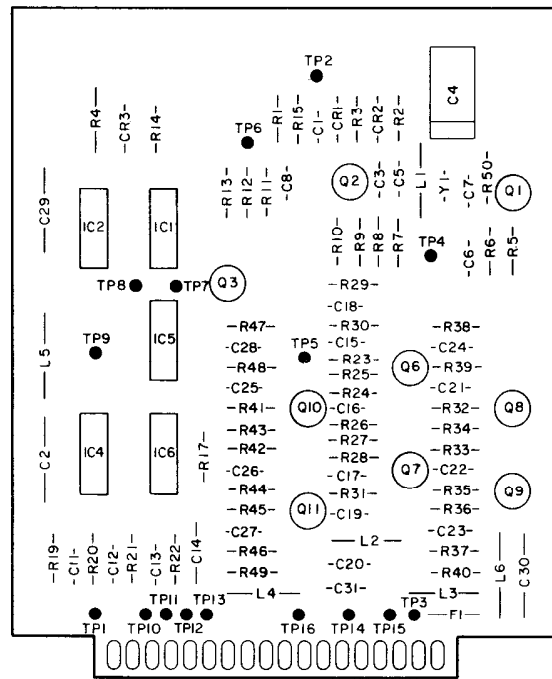 TP2
C4
R4
CR3
R14
TP6
R1
R15
C1
CR1
R3
CR2
R2
R13
R12
R11
C8
Q2
C3
C5
L1
Y1
C7
R50
Q1
C29
IC2
IC1
R10
R9
R8
R7
TP4
C6
R6
R5
TP8
TP7
Q3
R29
C18
L5
TP9
IC5
R47
C28
R48
C25
R41
R43
R42
C26
R44
R45
C27
R46
R49
L4
TP5
Q10
Q11
R30
C15
R23
R25
R24
C16
R26
R27
R28
C17
R31
C19
L2
C20
C31
Q6
Q7
R38
C24
R39
C21
R32
R34
R33
C22
R35
R36
C23
R37
R40
L3
F1
Q8
Q9
C2
IC4
IC6
R17
R19
C11
R20
C12
R21
C13
R22
C14
L6
C30
TP1
TP10
TP11
TP12
TP13
TP16
TP14
TP15
TP3